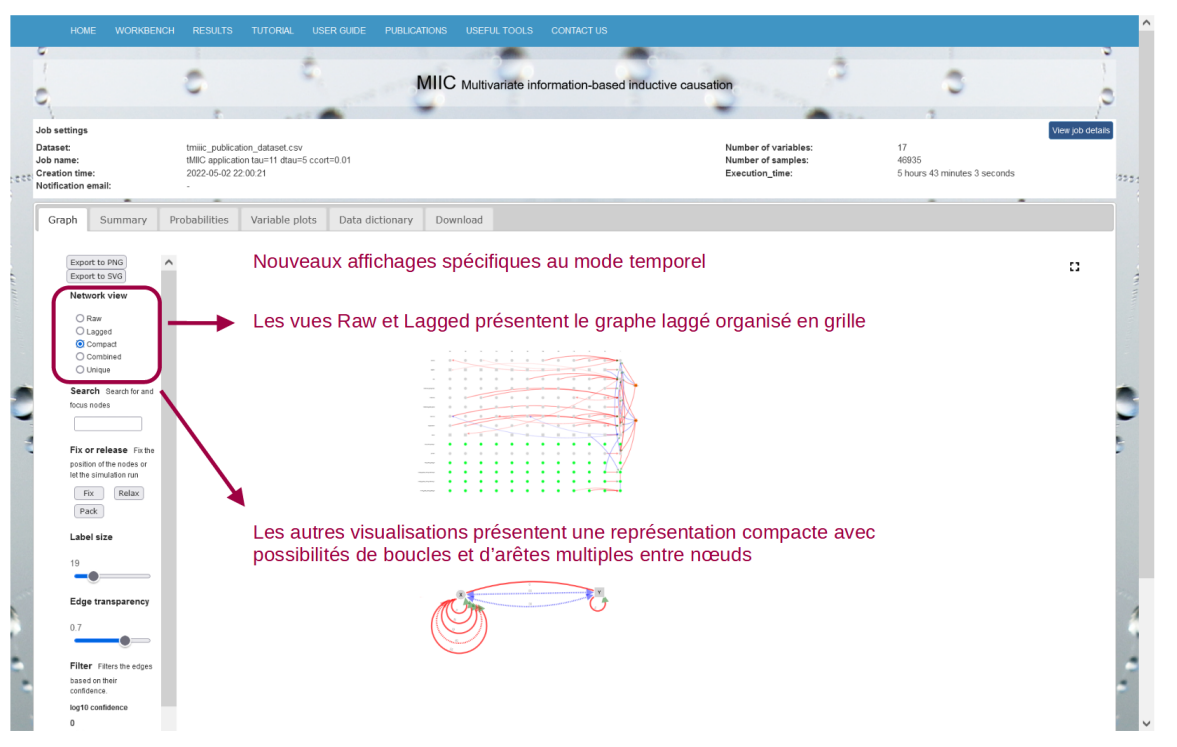 HOME WORKBENCH RESULTS TUTORIAL USER GUIDE PUBLICATIONS USEFUL TOOLS CONTACT US
MIIC Multivariate information-based inductive causation
Job settings
View job details
Dataset: tmiiic_publication_dataset.csv Number of variables: 17
Job name: tMIIC application tau=11 dtau=5 ccort=0.01 Number of samples: 46935
Creation time: 2022-05-02 22:00:21 Execution_time: 5 hours 43 minutes 3 seconds
Notification email: -
Graph Summary Probabilities Variable plots Data dictionary Download
Export to PNG
Export to SVG
Nouveaux affichages spécifiques au mode temporel
Network view
Raw
Lagged
Compact
Combined
Unique
Les vues Raw et Lagged présentent le graphe laggé organisé en grille
Search Search for and
focus nodes
Fix or release Fix the
position of the nodes or
let the simulation run
Fix Relax
Pack
Les autres visualisations présentent une représentation compacte avec
possibilités de boucles et d'arêtes multiples entre nœuds
Label size
19
X Y
Edge transparency
0.7
Filter Filters the edges
based on their
confidence.
log10 confidence
0